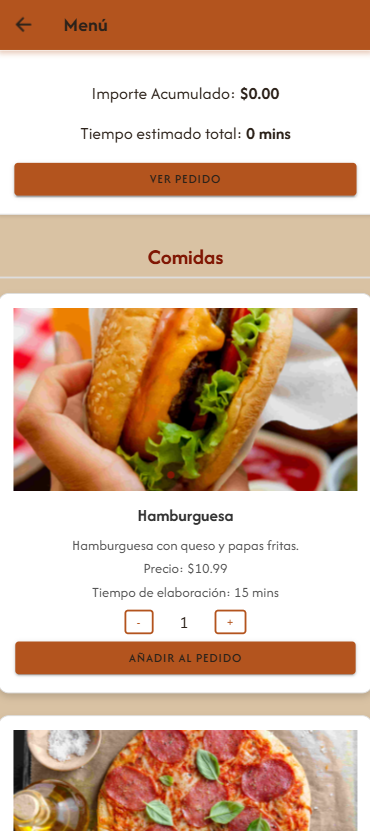 Menú
Importe Acumulado: $0.00
Tiempo estimado total: 0 mins
VER PEDIDO
Comidas
Hamburguesa
Hamburguesa con queso y papas fritas.
Precio: $10.99
Tiempo de elaboración: 15 mins
- 1 +
AÑADIR AL PEDIDO